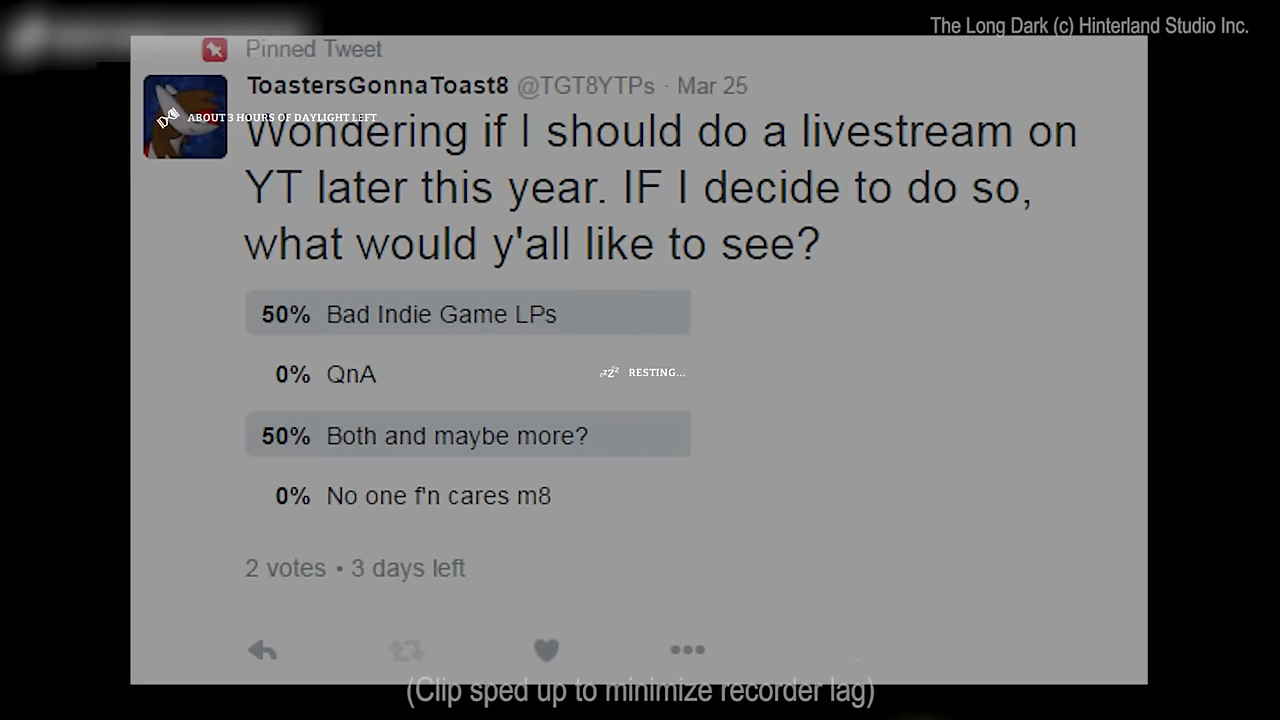 The Long Dark (c) Hinterland Studio Inc.
Pinned Tweet
ToastersGonnaToast8 @TGT8YTPs · Mar 25
ABOUT 3 HOURS OF DAYLIGHT LEFT
Wondering if I should do a livestream on
YT later this year. IF I decide to do so,
what would y'all like to see?
50% Bad Indie Game LPs
0% QnA
RESTING...
50% Both and maybe more?
0% No one f'n cares m8
2 votes • 3 days left
(Clip sped up to minimize recorder lag)